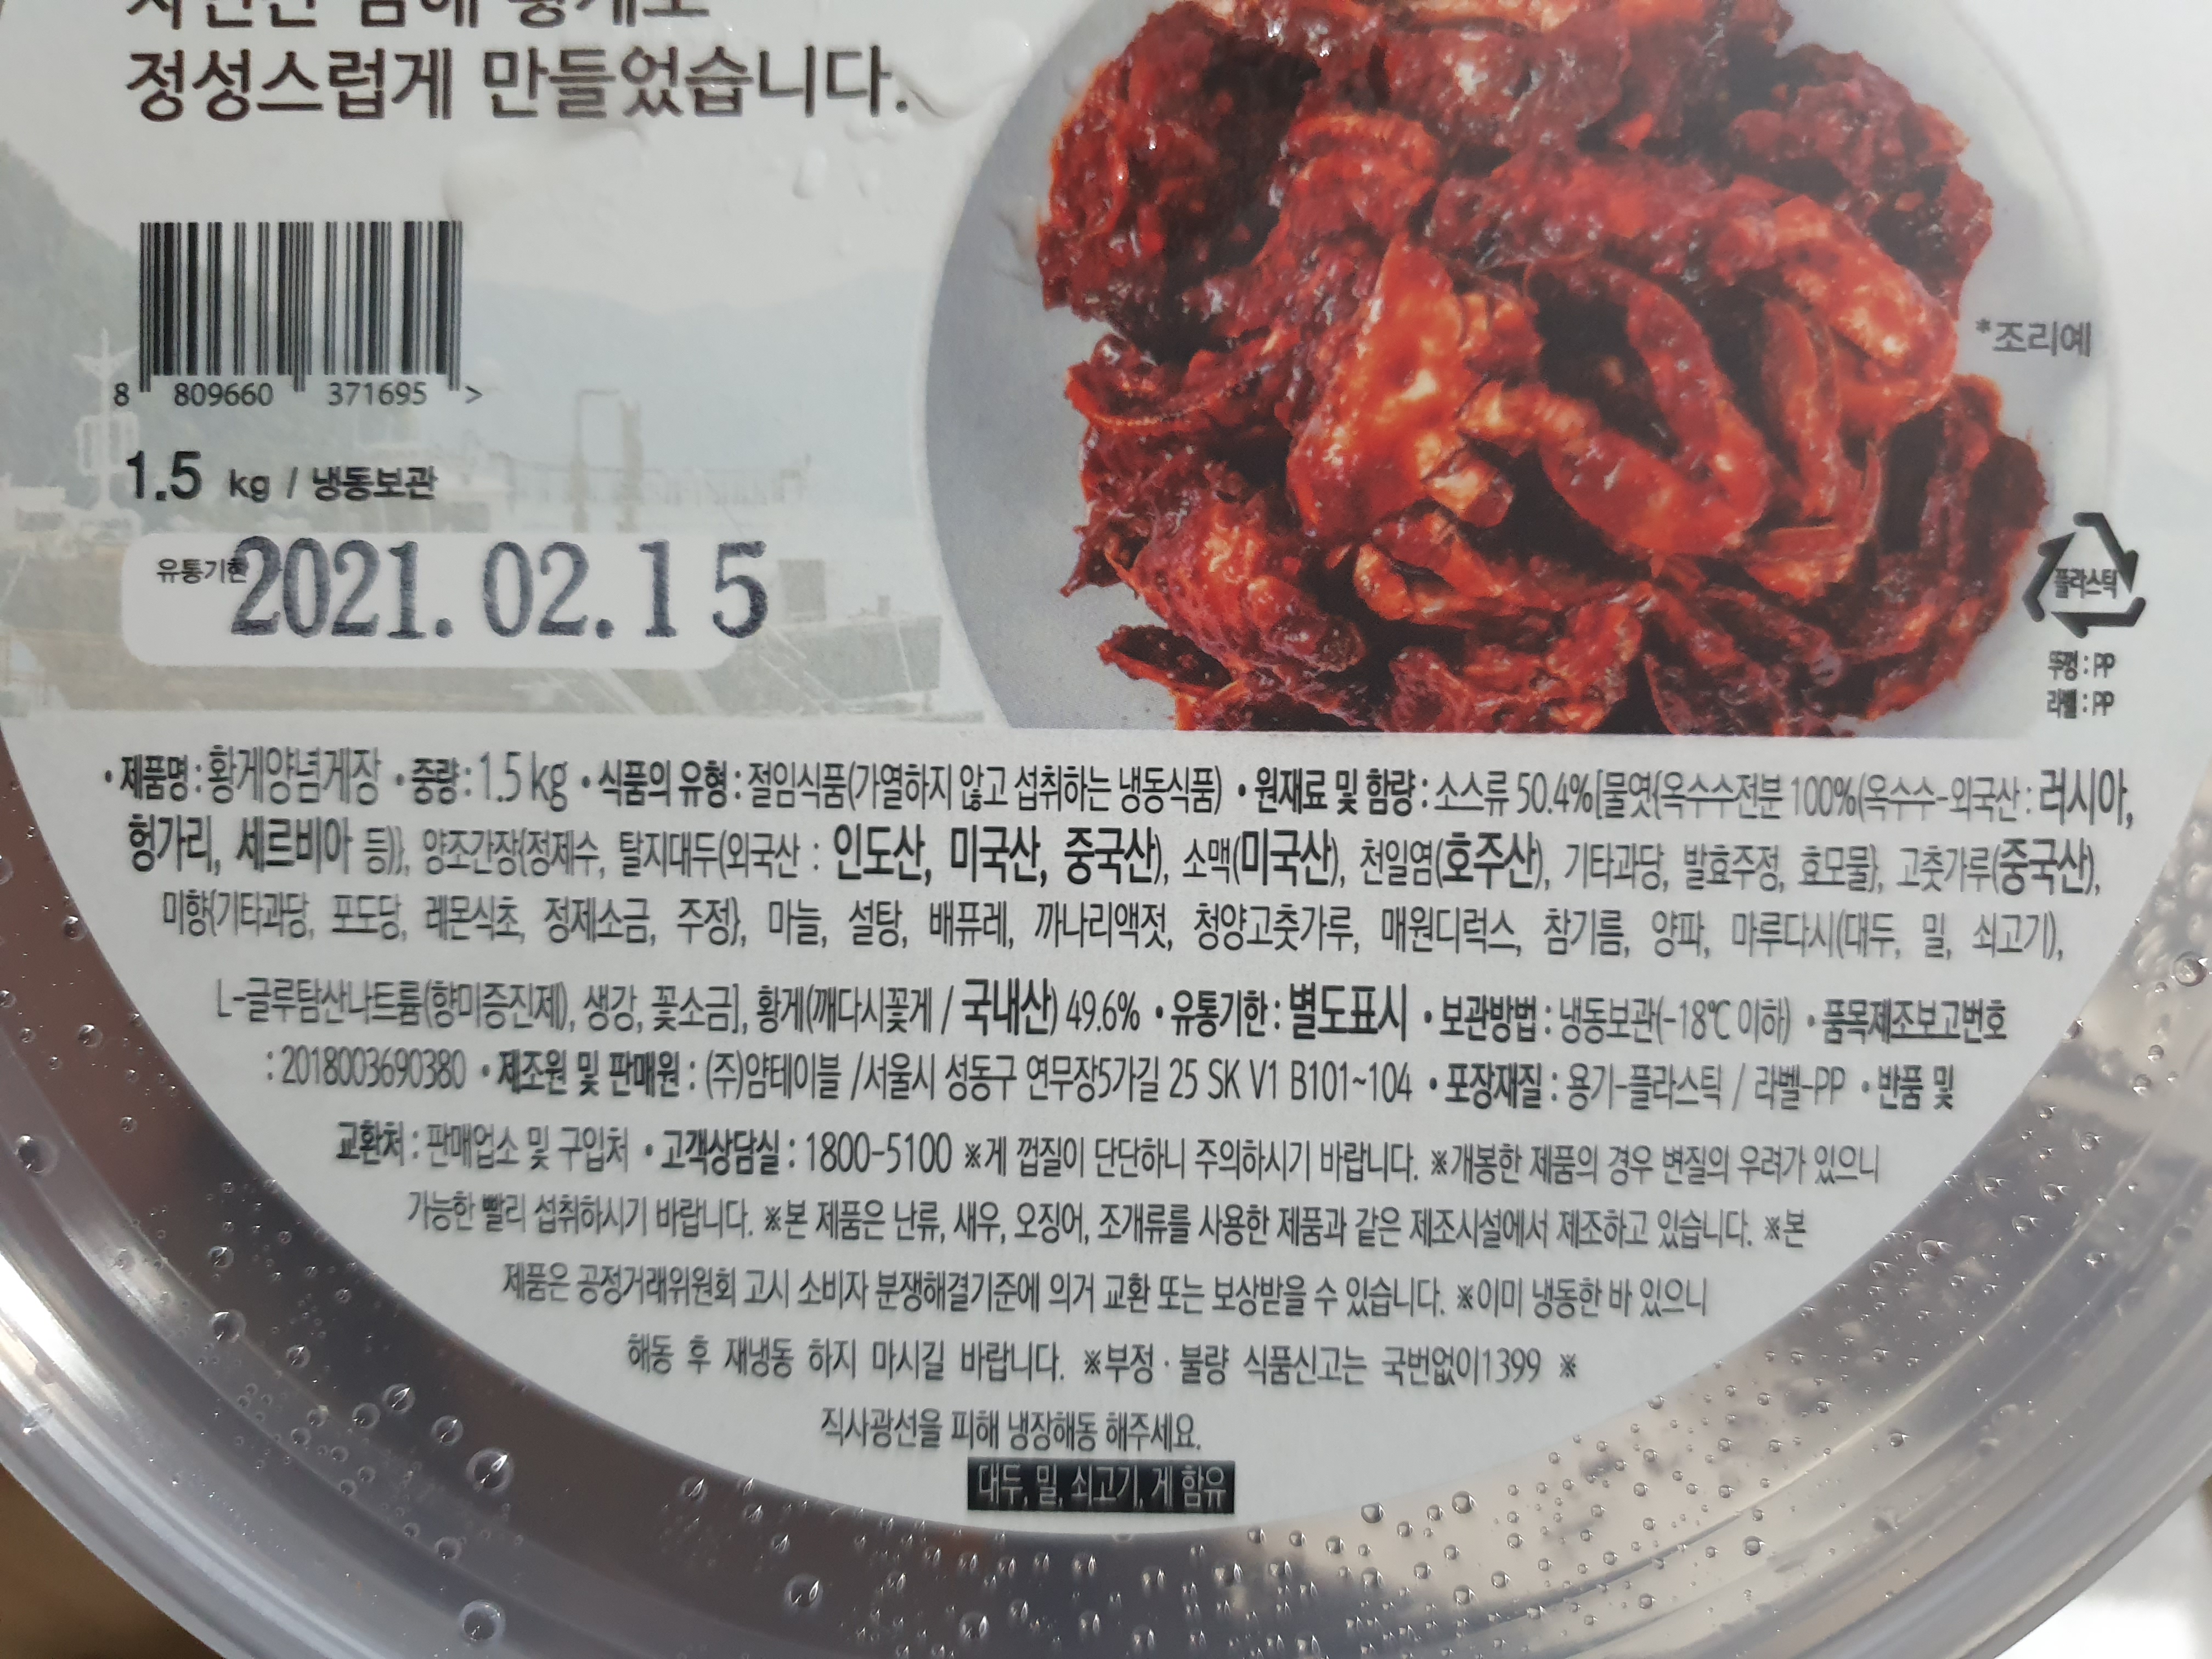 정성스럽게 만들었습니다.
*조리예
8 809660 371695 >
1.5 kg / 냉동보관
유통기한 2021. 02. 15
플라스틱
뚜껑 : PP
라벨 : PP
• 제품명 : 황게양념게장 • 중량 : 1.5 kg • 식품의 유형 : 절임식품(가열하지 않고 섭취하는 냉동식품) • 원재료 및 함량 : 소스류 50.4%[물엿{옥수수전분 100%(옥수수-외국산 : 러시아,
헝가리, 세르비아 등)}, 양조간장{정제수, 탈지대두(외국산 : 인도산, 미국산, 중국산), 소맥(미국산), 천일염(호주산), 기타과당, 발효주정, 효모물}, 고춧가루(중국산),
미향{기타과당, 포도당, 레몬식초, 정제소금, 주정}, 마늘, 설탕, 배퓨레, 까나리액젓, 청양고춧가루, 매원디럭스, 참기름, 양파, 마루다시(대두, 밀, 쇠고기),
L-글루탐산나트륨(향미증진제), 생강, 꽃소금], 황게(깨다시꽃게 / 국내산) 49.6% • 유통기한 : 별도표시 • 보관방법 : 냉동보관(-18℃ 이하) • 품목제조보고번호
: 2018003690380 • 제조원 및 판매원 : (주)얌테이블 /서울시 성동구 연무장5가길 25 SK V1 B101~104 • 포장재질 : 용기-플라스틱 / 라벨-PP • 반품 및
교환처 : 판매업소 및 구입처 • 고객상담실 : 1800-5100 ※게 껍질이 단단하니 주의하시기 바랍니다. ※개봉한 제품의 경우 변질의 우려가 있으니
가능한 빨리 섭취하시기 바랍니다. ※본 제품은 난류, 새우, 오징어, 조개류를 사용한 제품과 같은 제조시설에서 제조하고 있습니다. ※본
제품은 공정거래위원회 고시 소비자 분쟁해결기준에 의거 교환 또는 보상받을 수 있습니다. ※이미 냉동한 바 있으니
해동 후 재냉동 하지 마시길 바랍니다. ※부정 · 불량 식품신고는 국번없이1399 ※
직사광선을 피해 냉장해동 해주세요.
대두, 밀, 쇠고기, 게 함유